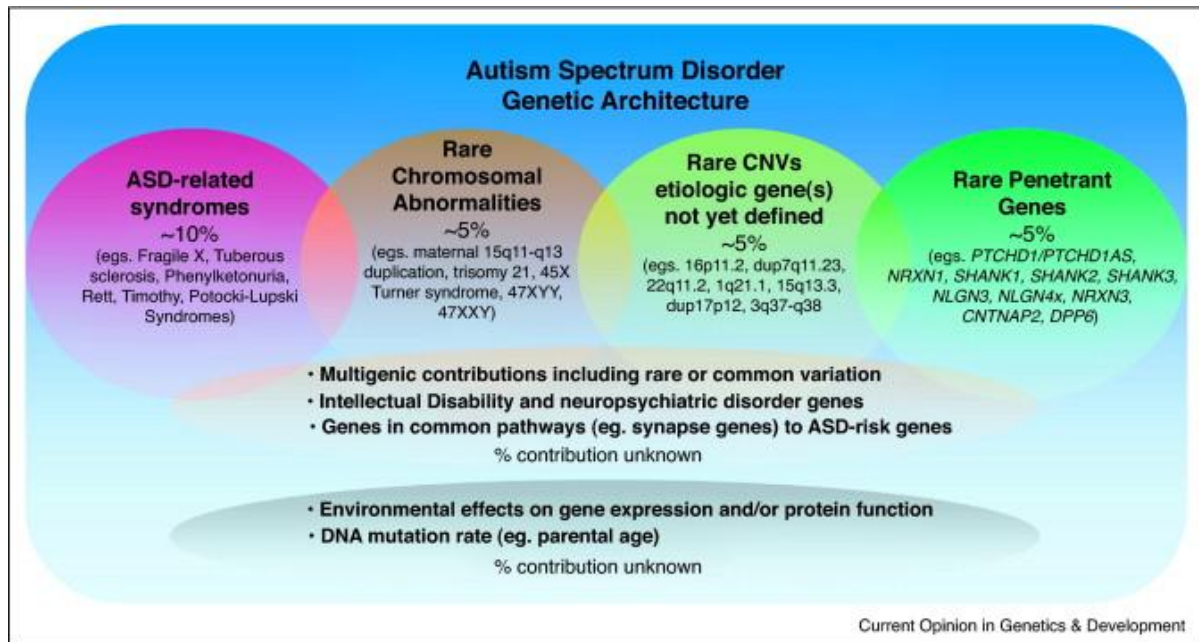 Autism Spectrum Disorder
Genetic Architecture
ASD-related
syndromes
~10%
(egs. Fragile X, Tuberous
sclerosis, Phenylketonuria,
Rett, Timothy, Potocki-Lupski
Syndromes)
Rare
Chromosomal
Abnormalities
~5%
(egs. maternal 15q11-q13
duplication, trisomy 21, 45X
Turner syndrome, 47XYY,
47XXY)
Rare CNVs
etiologic gene(s)
not yet defined
~5%
(egs. 16p11.2, dup7q11.23,
22q11.2, 1q21.1, 15q13.3,
dup17p12, 3q37-q38
Rare Penetrant
Genes
~5%
(egs. PTCHD1/PTCHD1AS,
NRXN1, SHANK1, SHANK2, SHANK3,
NLGN3, NLGN4x, NRXN3,
CNTNAP2, DPP6)
• Multigenic contributions including rare or common variation
• Intellectual Disability and neuropsychiatric disorder genes
• Genes in common pathways (eg. synapse genes) to ASD-risk genes
% contribution unknown
• Environmental effects on gene expression and/or protein function
• DNA mutation rate (eg. parental age)
% contribution unknown
Current Opinion in Genetics & Development